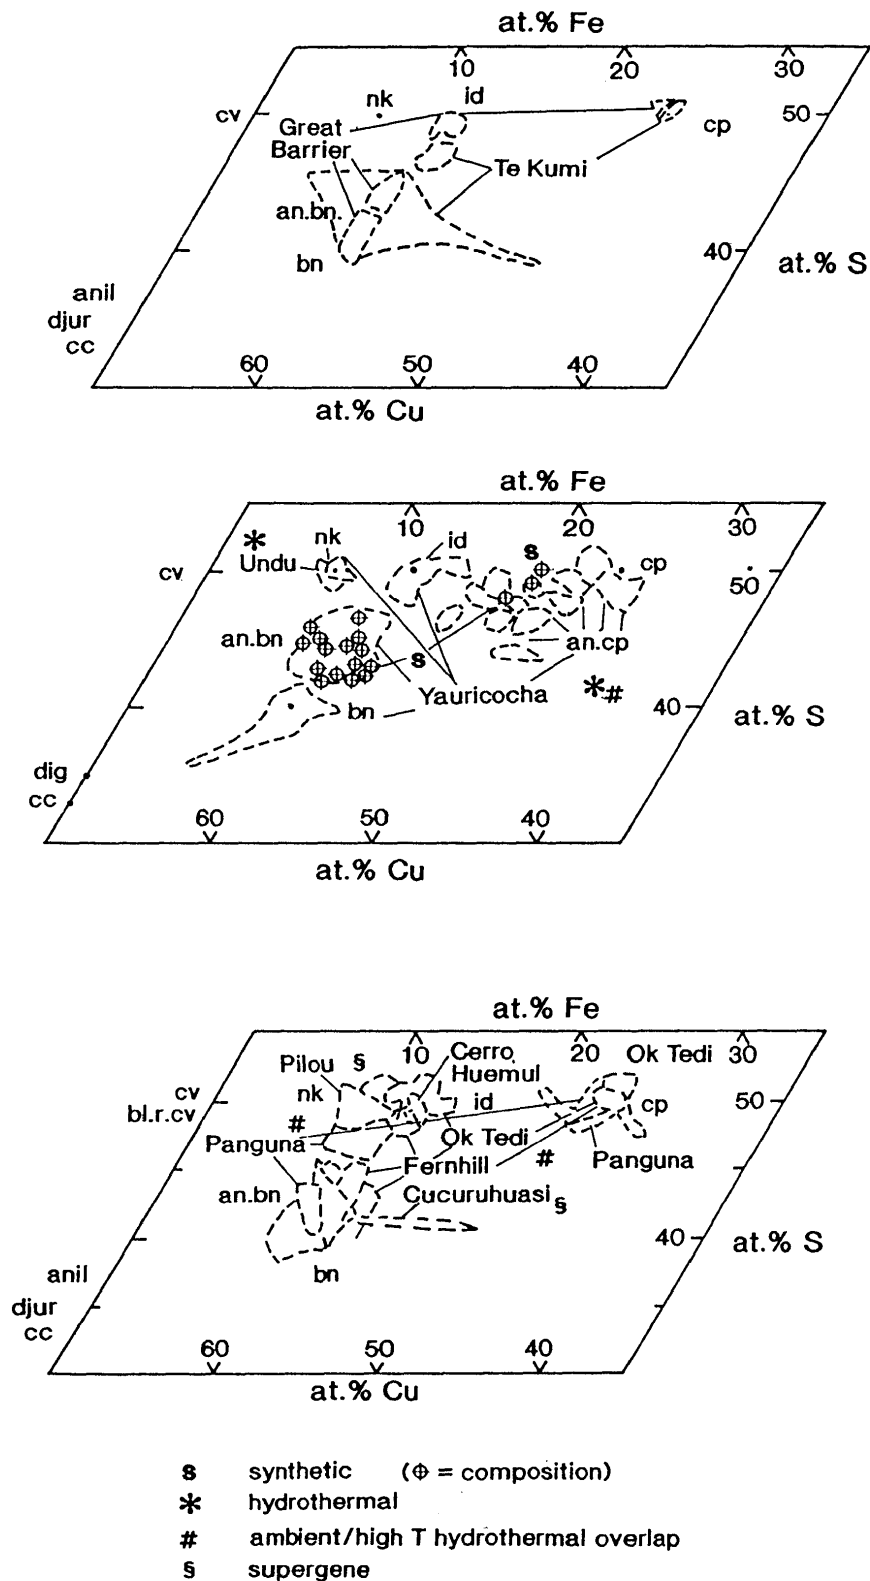 at.% Fe
10 20 30
nk id
cv 50
Great cp
Barrier Te Kumi
an.bn.
bn 40
at.% S
anil
djur
cc
60 50 40
at.% Cu
at.% Fe
10 20 30
* nk id s
Undu cp
cv 50
an.bn an.cp
s
Yauricocha *#
bn 40
at.% S
dig
cc
60 50 40
at.% Cu
at.% Fe
10 20 30
Cerro Ok Tedi
Pilou § Huemul
cv nk id cp 50
bl.r.cv #
Ok Tedi
Panguna # Panguna
Fernhill
an.bn Cucuruhuasi §
40 at.% S
anil bn
djur
cc
60 50 40
at.% Cu
s synthetic (⌽ = composition)
* hydrothermal
# ambient/high T hydrothermal overlap
§ supergene